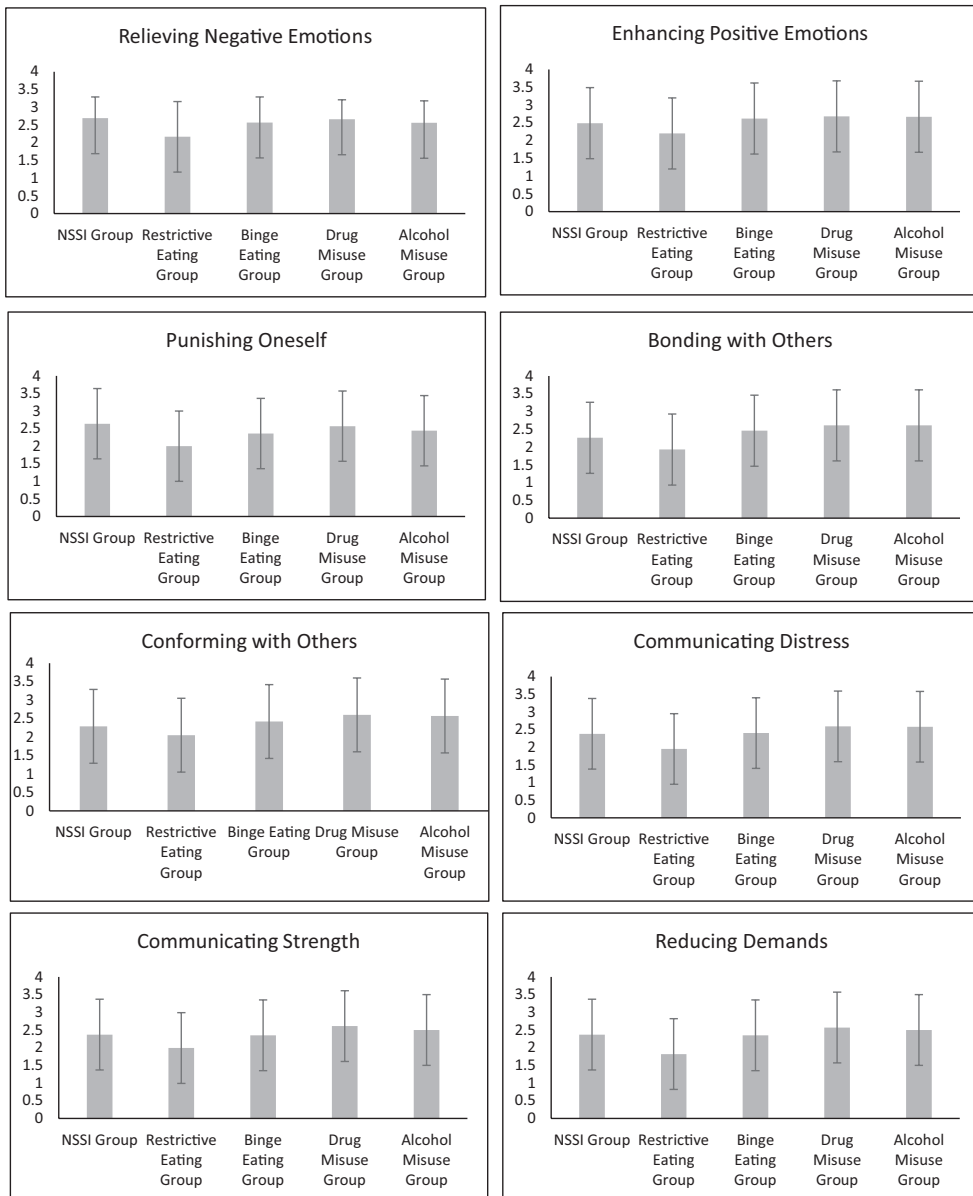 Relieving Negative Emotions
4
3.5
3
2.5
2
1.5
1
0.5
0
NSSI Group Restrictive Binge Drug Alcohol
Eating Eating Group Misuse Misuse
Group Group Group
Enhancing Positive Emotions
4
3.5
3
2.5
2
1.5
1
0.5
0
NSSI Group Restrictive Binge Drug Alcohol
Eating Eating Group Misuse Misuse
Group Group Group
Punishing Oneself
4
3.5
3
2.5
2
1.5
1
0.5
0
NSSI Group Restrictive Binge Drug Alcohol
Eating Eating Group Misuse Misuse
Group Group Group
Bonding with Others
4
3.5
3
2.5
2
1.5
1
0.5
0
NSSI Group Restrictive Binge Drug Alcohol
Eating Eating Group Misuse Misuse
Group Group Group
Conforming with Others
4
3.5
3
2.5
2
1.5
1
0.5
0
NSSI Group Restrictive Binge Eating Drug Misuse Alcohol
Eating Group Group Misuse
Group Group
Communicating Distress
4
3.5
3
2.5
2
1.5
1
0.5
0
NSSI Group Restrictive Binge Drug Alcohol
Eating Eating Group Misuse Misuse
Group Group Group
Communicating Strength
4
3.5
3
2.5
2
1.5
1
0.5
0
NSSI Group Restrictive Binge Drug Alcohol
Eating Eating Group Misuse Misuse
Group Group Group
Reducing Demands
4
3.5
3
2.5
2
1.5
1
0.5
0
NSSI Group Restrictive Binge Drug Alcohol
Eating Eating Group Misuse Misuse
Group Group Group